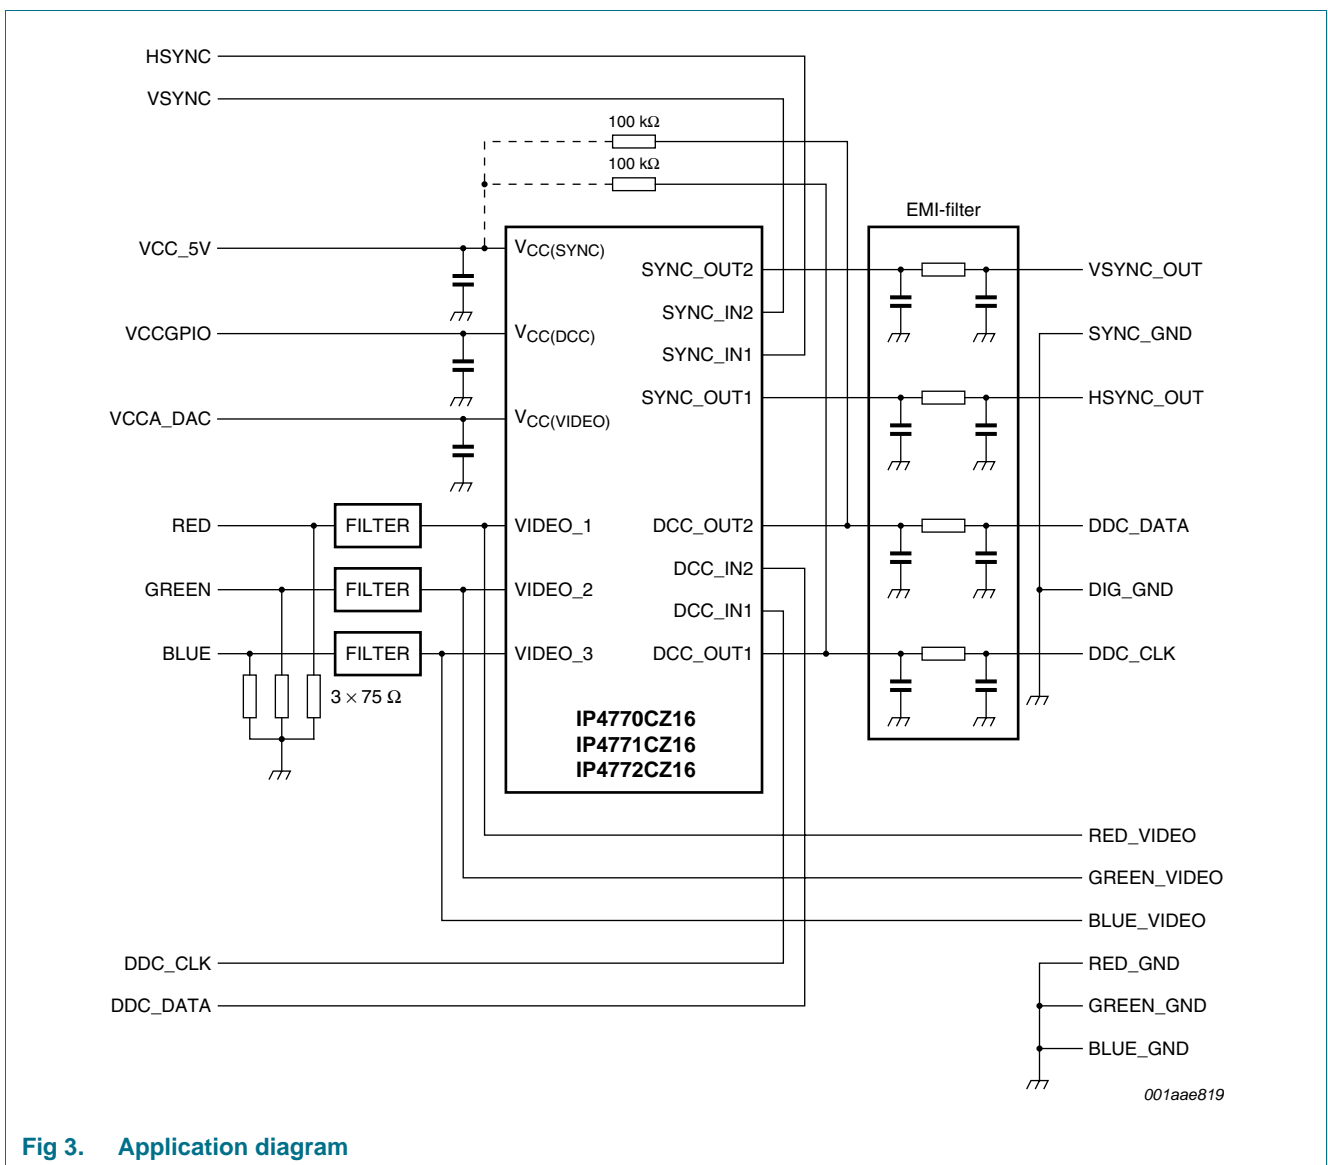 HSYNC
VSYNC
100 kΩ
100 kΩ
EMI-filter
VCC_5V
VCC(SYNC)
SYNC_OUT2
VSYNC_OUT
SYNC_IN2
VCCGPIO
VCC(DCC)
SYNC_GND
SYNC_IN1
VCCA_DAC
VCC(VIDEO)
SYNC_OUT1
HSYNC_OUT
RED
FILTER
VIDEO_1
DCC_OUT2
DDC_DATA
DCC_IN2
GREEN
FILTER
VIDEO_2
DIG_GND
DCC_IN1
BLUE
FILTER
VIDEO_3
DCC_OUT1
DDC_CLK
3 × 75 Ω
IP4770CZ16
IP4771CZ16
IP4772CZ16
RED_VIDEO
GREEN_VIDEO
BLUE_VIDEO
DDC_CLK
RED_GND
DDC_DATA
GREEN_GND
BLUE_GND
001aae819
Fig 3. Application diagram